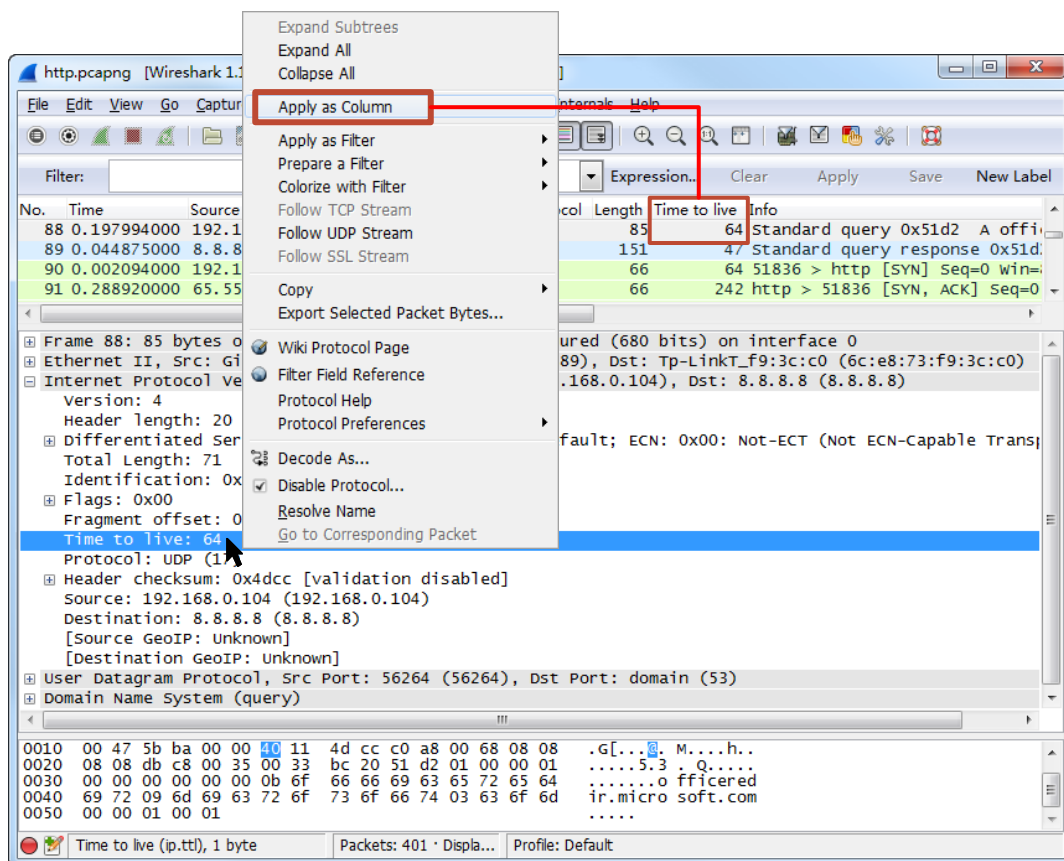 Expand Subtrees
Expand All
Collapse All
Apply as Column
Apply as Filter
Prepare a Filter
Colorize with Filter
Follow TCP Stream
Follow UDP Stream
Follow SSL Stream
Copy
Export Selected Packet Bytes...
Wiki Protocol Page
Filter Field Reference
Protocol Help
Protocol Preferences
Decode As...
Disable Protocol...
Resolve Name
Go to Corresponding Packet
http.pcapng [Wireshark 1.1 ]
File Edit View Go Captur Internals Help
Filter: Expression... Clear Apply Save New Label
No. Time Source col Length Time to live Info
88 0.197994000 192.1 85 64 Standard query 0x51d2 A offi
89 0.044875000 8.8.8 151 47 Standard query response 0x51d
90 0.002094000 192.1 66 64 51836 > http [SYN] Seq=0 Win=
91 0.288920000 65.55 66 242 http > 51836 [SYN, ACK] Seq=0
Frame 88: 85 bytes o ured (680 bits) on interface 0
Ethernet II, Src: Gi 89), Dst: Tp-LinkT_f9:3c:c0 (6c:e8:73:f9:3c:c0)
Internet Protocol Ve .168.0.104), Dst: 8.8.8.8 (8.8.8.8)
Version: 4
Header length: 20
Differentiated Ser fault; ECN: 0x00: Not-ECT (Not ECN-Capable Transp
Total Length: 71
Identification: 0x
Flags: 0x00
Fragment offset: 0
Time to live: 64
Protocol: UDP (17)
Header checksum: 0x4dcc [validation disabled]
Source: 192.168.0.104 (192.168.0.104)
Destination: 8.8.8.8 (8.8.8.8)
[Source GeoIP: Unknown]
[Destination GeoIP: Unknown]
User Datagram Protocol, Src Port: 56264 (56264), Dst Port: domain (53)
Domain Name System (query)
0010 00 47 5b ba 00 00 40 11 4d cc c0 a8 00 68 08 08 .G[...@. M....h..
0020 08 08 db c8 00 35 00 33 bc 20 51 d2 01 00 00 01 .....5.3 . Q.....
0030 00 00 00 00 00 00 0b 6f 66 66 69 63 65 72 65 64 .......o fficered
0040 69 72 09 6d 69 63 72 6f 73 6f 66 74 03 63 6f 6d ir.micro soft.com
0050 00 00 01 00 01 .....
Time to live (ip.ttl), 1 byte Packets: 401 · Displa... Profile: Default